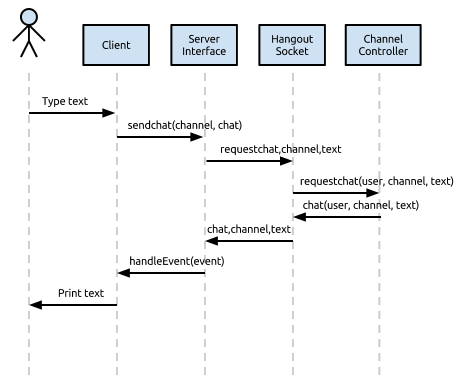 Client
Server
Interface
Hangout
Socket
Channel
Controller
Type text
sendchat(channel, chat)
requestchat,channel,text
requestchat(user, channel, text)
chat(user, channel, text)
chat,channel,text
handleEvent(event)
Print text